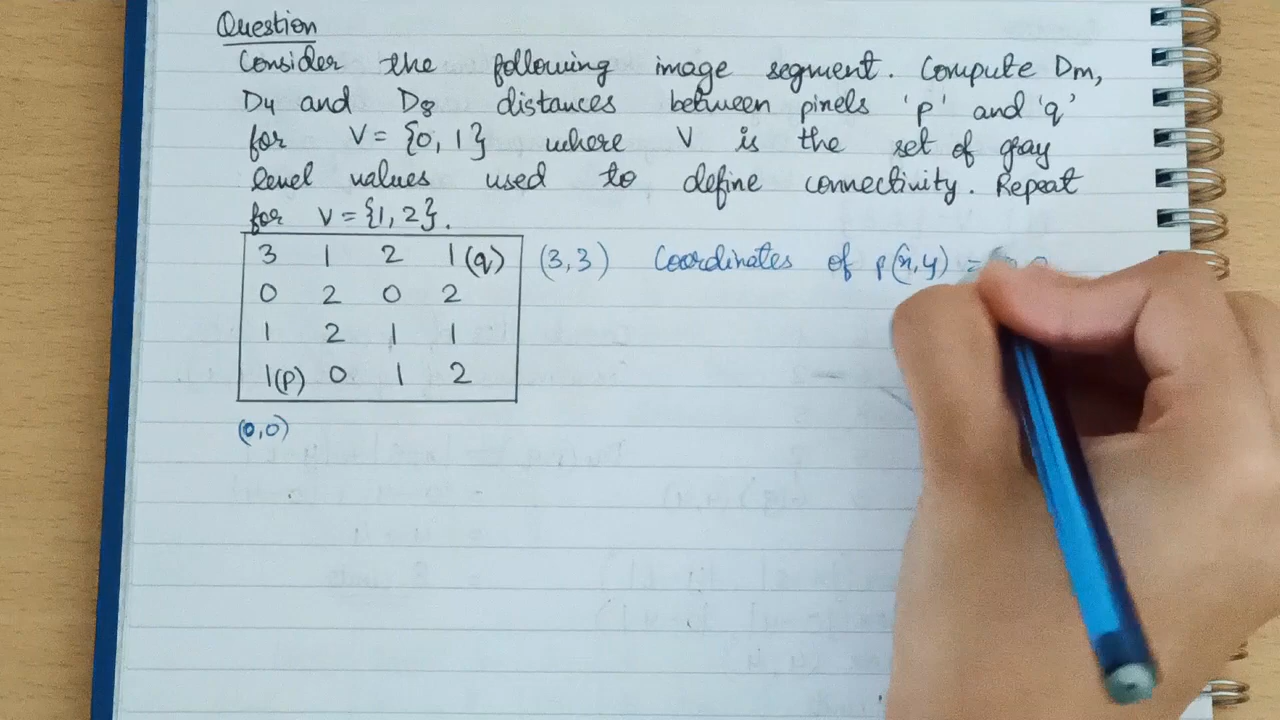 Question
Consider the following image segment. Compute Dm,
D4 and D8 distances between pixels 'p' and 'q'
for V = {0, 1} where V is the set of gray
level values used to define connectivity. Repeat
for V = {1, 2}.
3 1 2 1(q) (3,3) Coordinates of p(x,y) =
0 2 0 2
1 2 1 1
1(p) 0 1 2
(0,0)